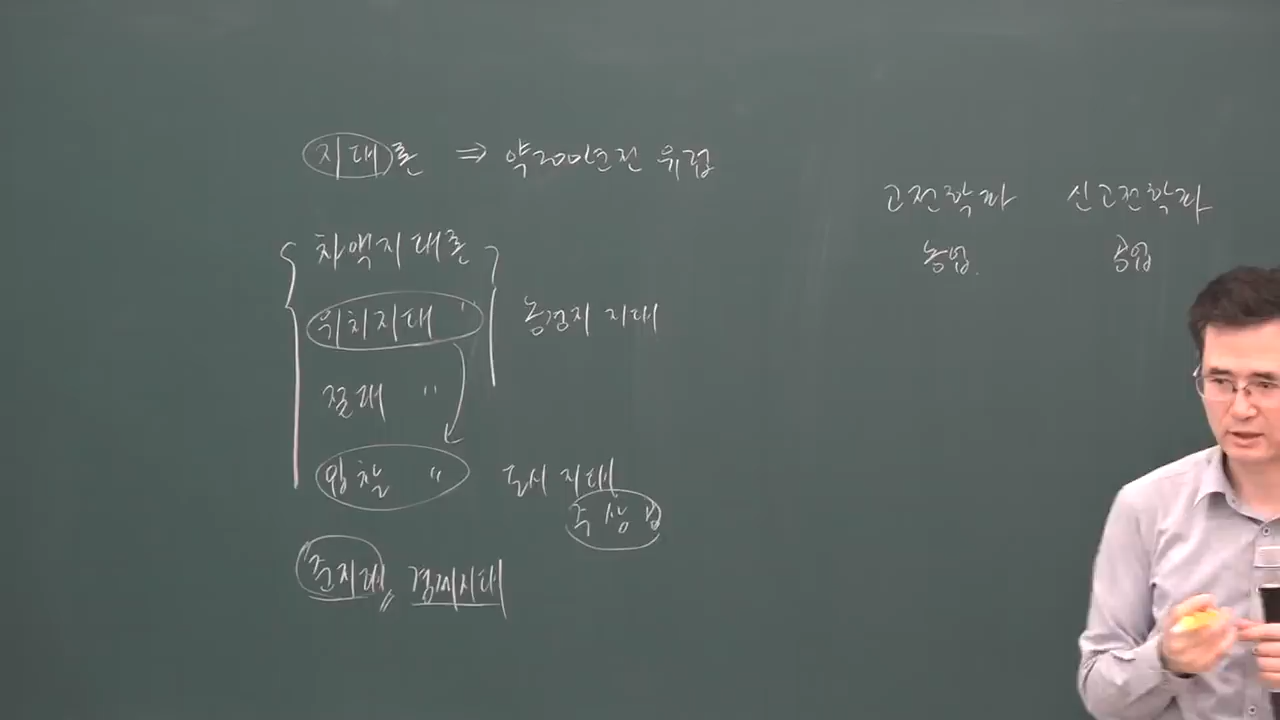 지대론 ⇒ 약200년전 유럽
차액지대론
위치지대 〃 농경지 지대
절대 〃
입찰 〃 도시 지대
주 상 공
준지대, 경제지대
고전학파 신고전학파
농업. 공업